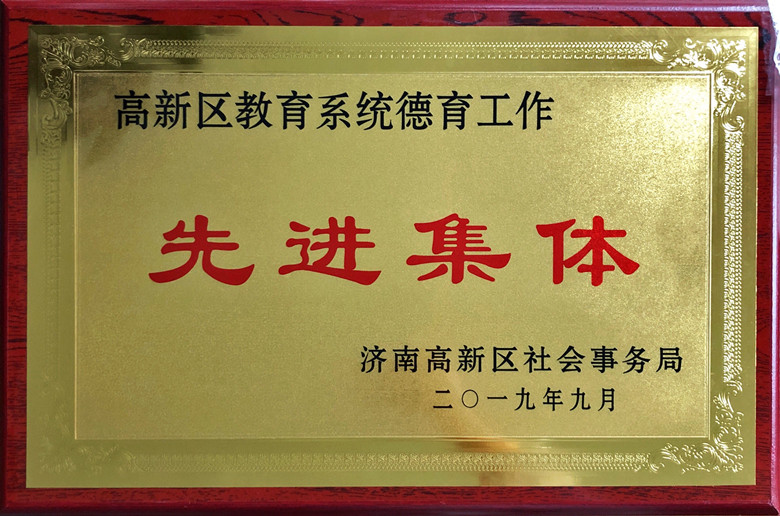 高新区教育系统德育工作
先进集体
济南高新区社会事务局
二〇一九年九月